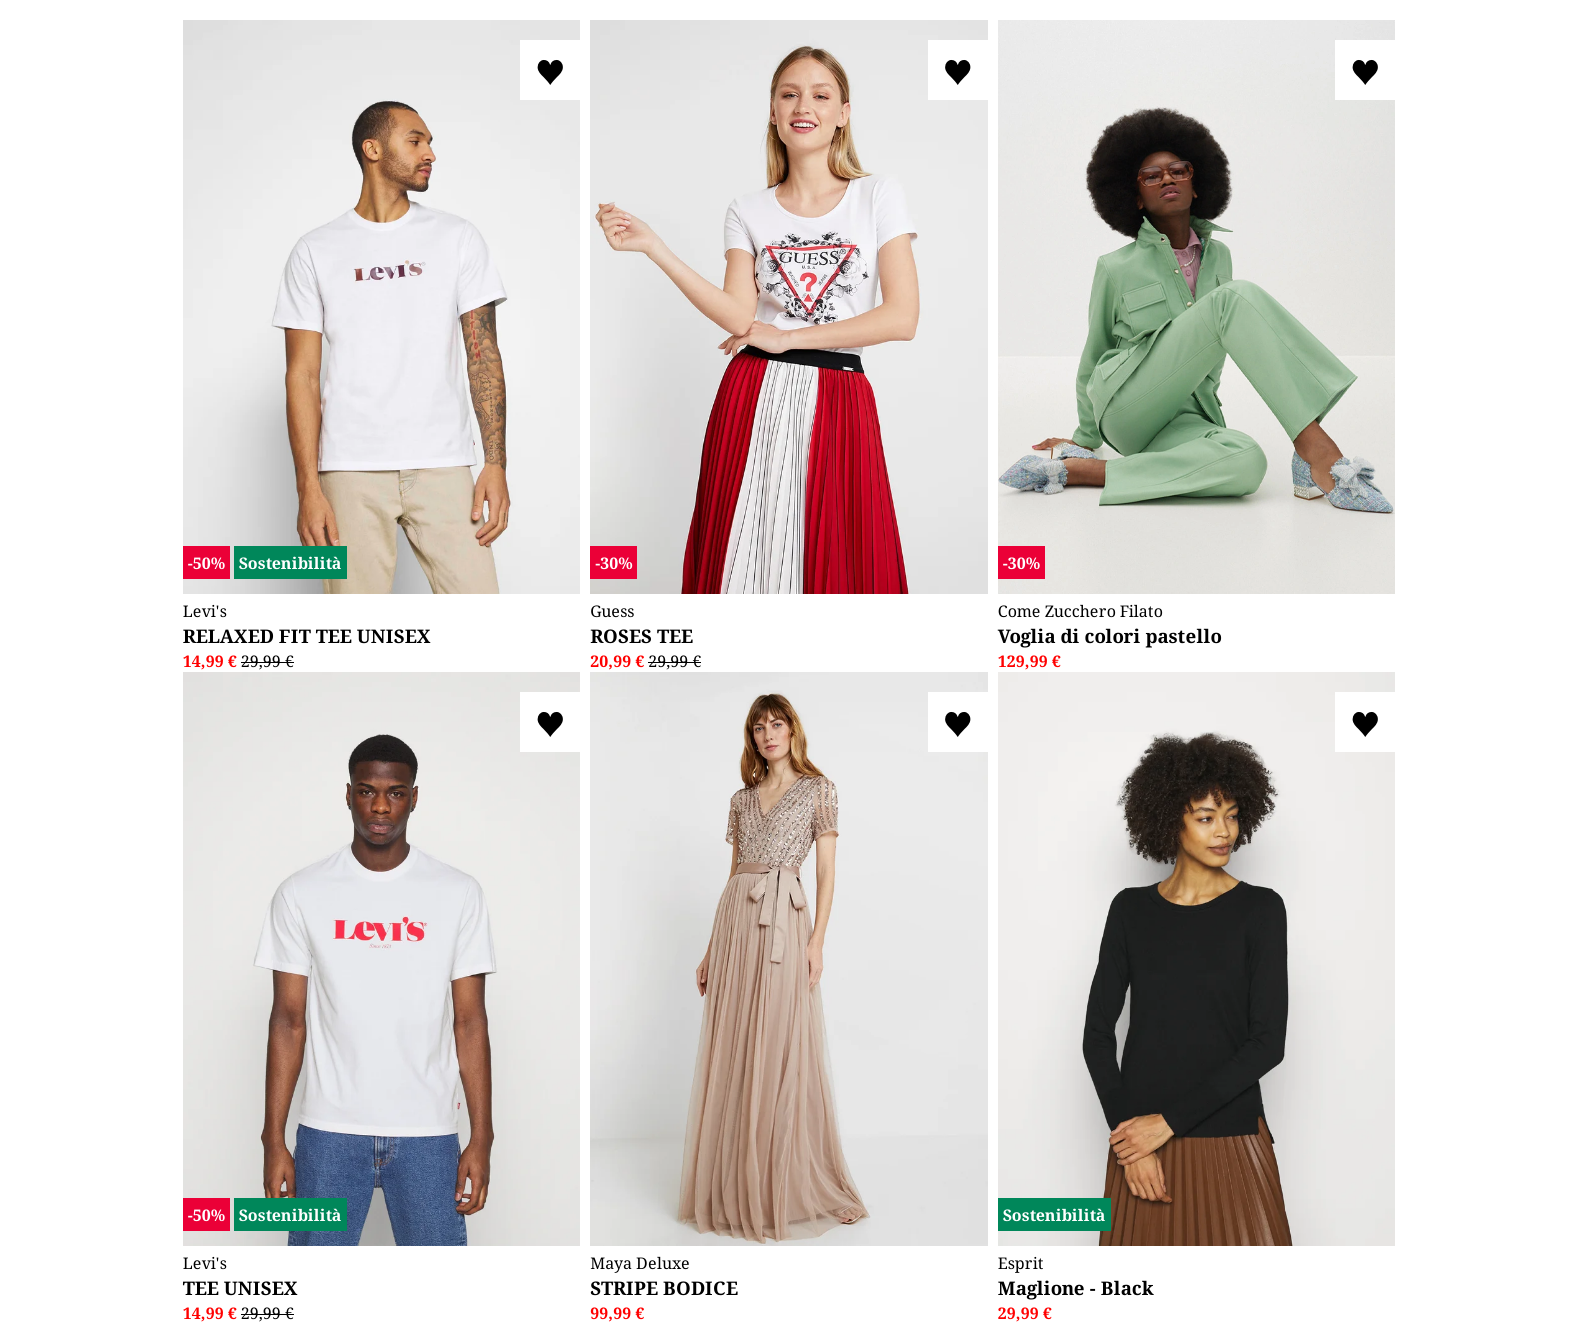 LEVI'S
GUESS
U.S.A.
?
-50% Sostenibilità
-30%
-30%
Levi's
RELAXED FIT TEE UNISEX
14,99 € 29,99 €
Guess
ROSES TEE
20,99 € 29,99 €
Come Zucchero Filato
Voglia di colori pastello
129,99 €
LEVI'S
-50% Sostenibilità
Sostenibilità
Levi's
TEE UNISEX
14,99 € 29,99 €
Maya Deluxe
STRIPE BODICE
99,99 €
Esprit
Maglione - Black
29,99 €